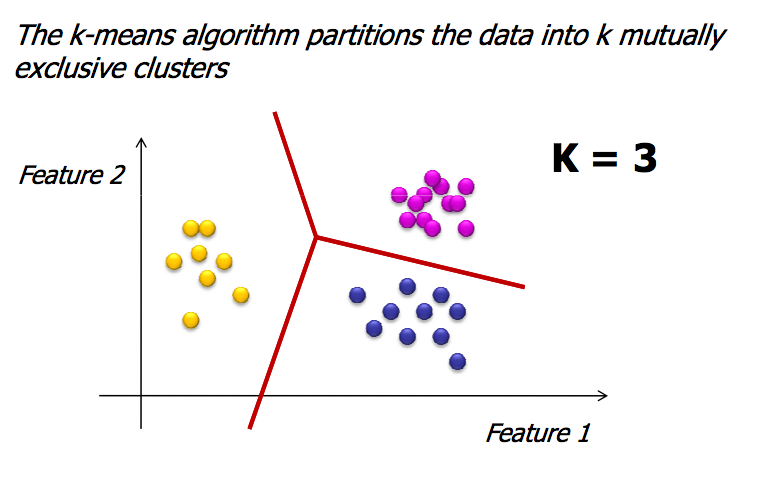 The k-means algorithm partitions the data into k mutually
exclusive clusters
K = 3
Feature 2
Feature 1